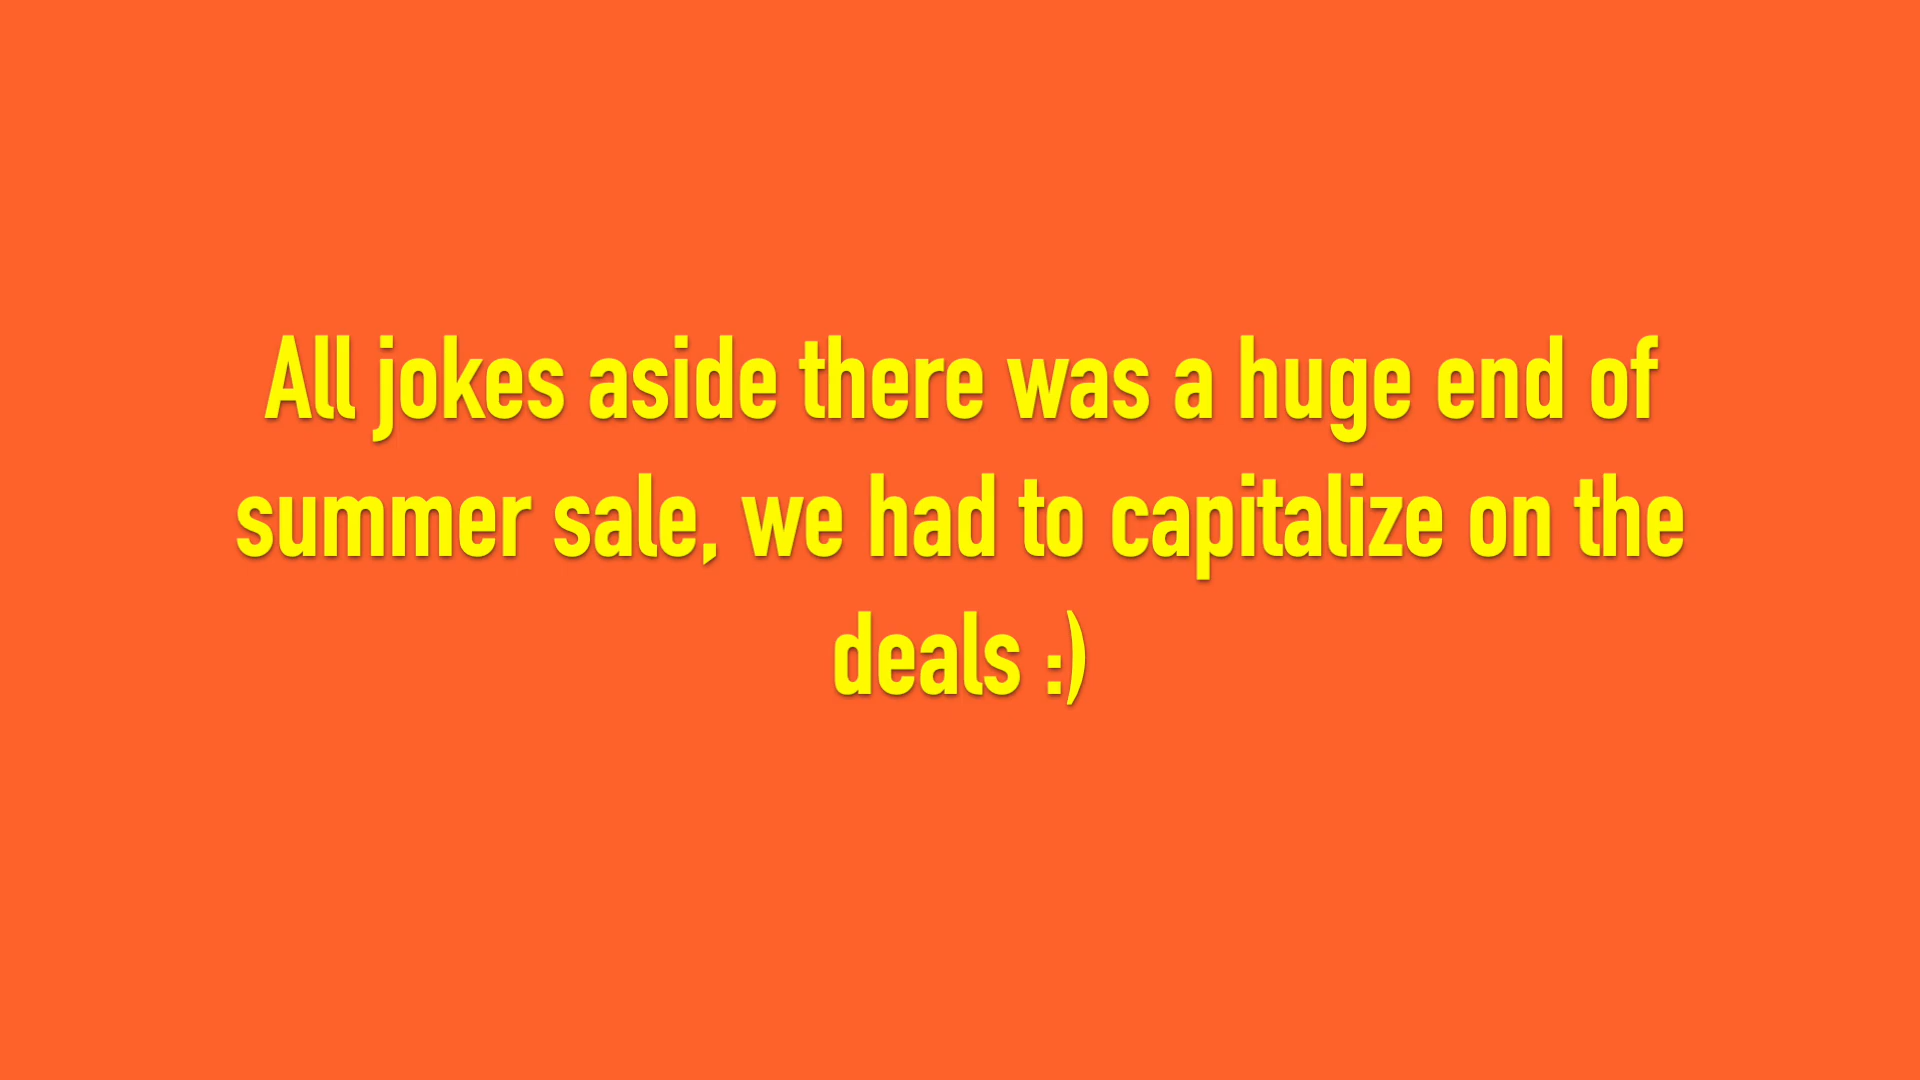 All jokes aside there was a huge end of
summer sale, we had to capitalize on the
deals :)